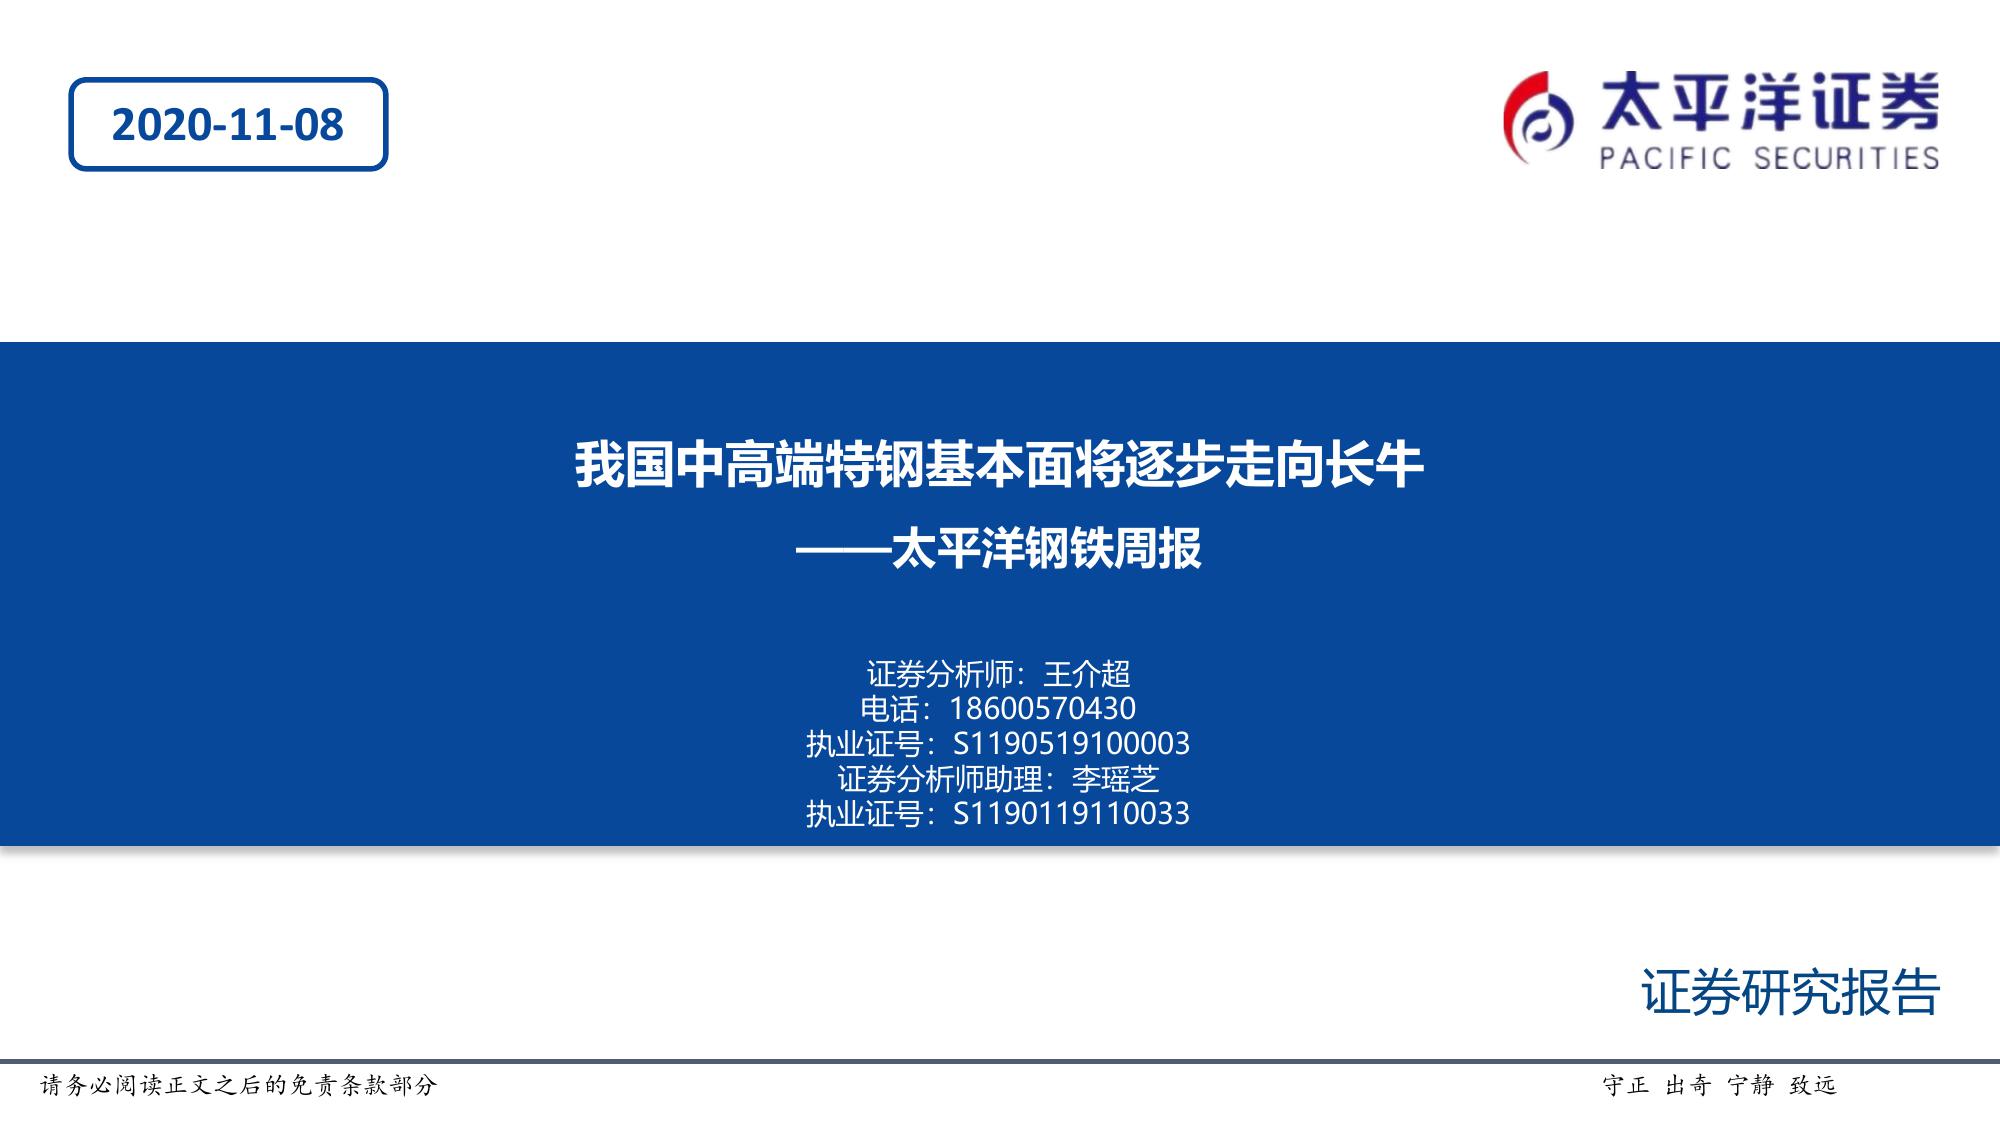 2020-11-08
太平洋证券
PACIFIC SECURITIES
我国中高端特钢基本面将逐步走向长牛
——太平洋钢铁周报
证券分析师：王介超
电话：18600570430
执业证号：S1190519100003
证券分析师助理：李瑶芝
执业证号：S1190119110033
证券研究报告
请务必阅读正文之后的免责条款部分
守正 出奇 宁静 致远